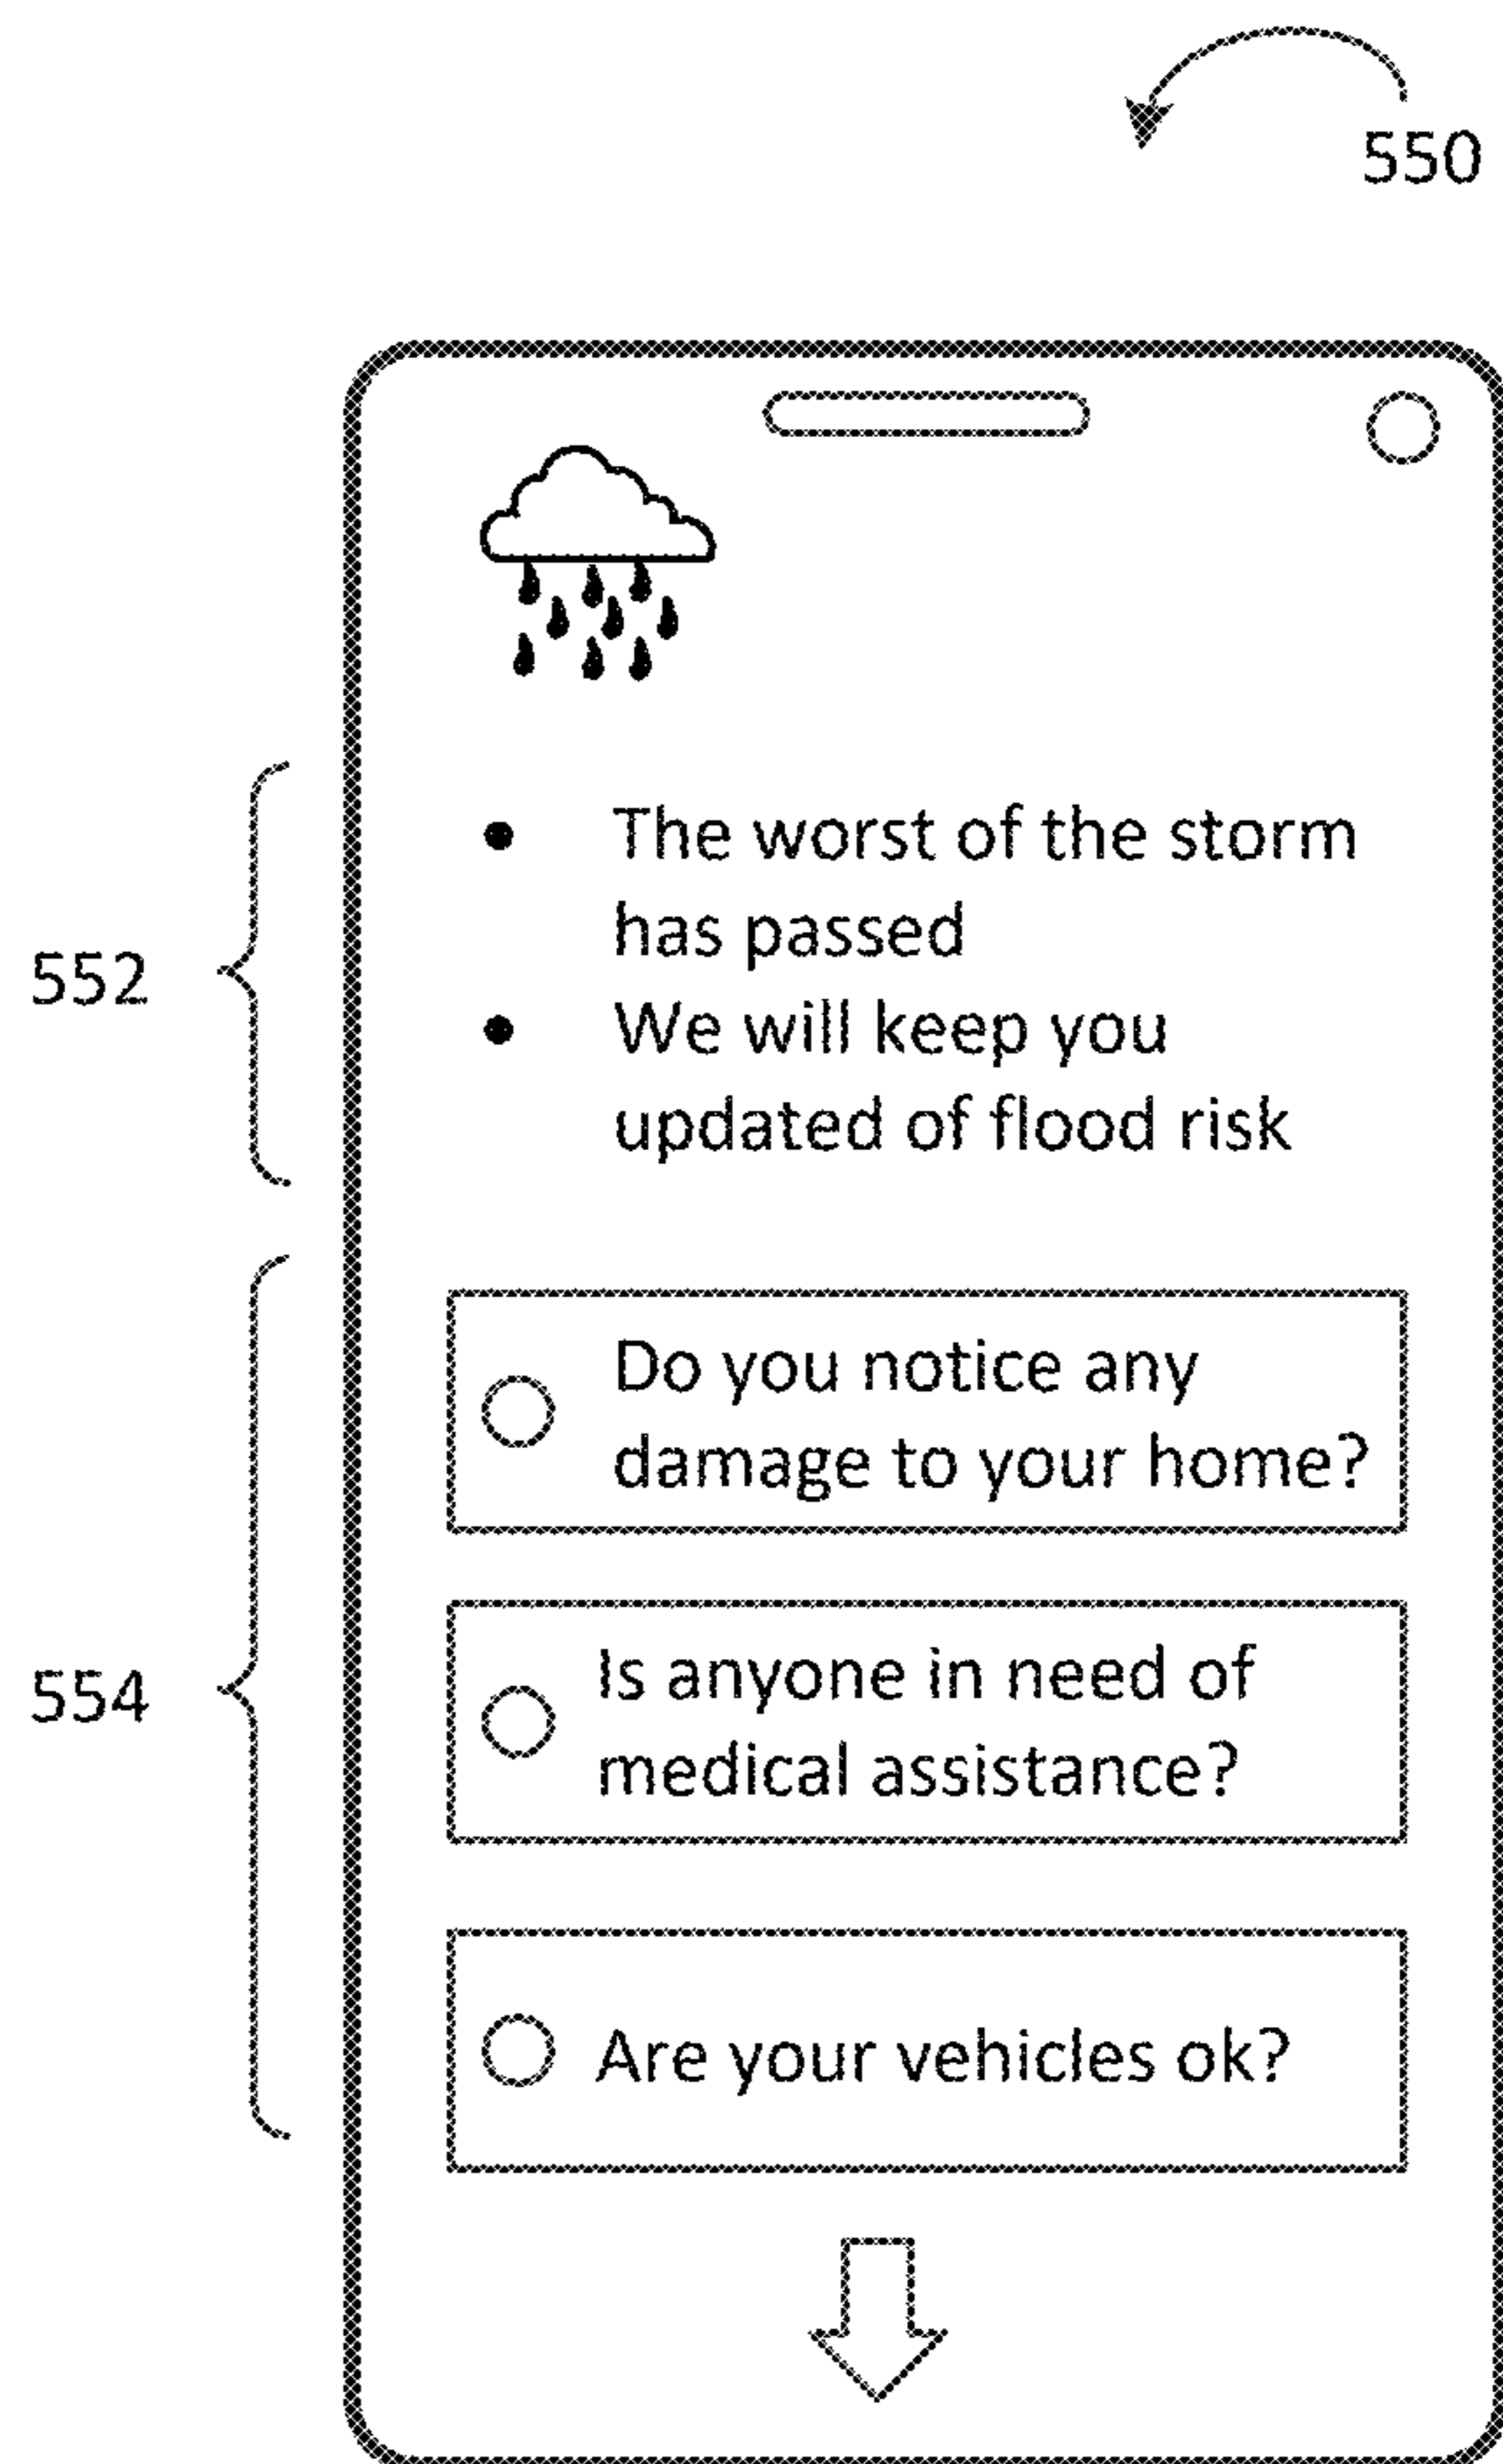 550
• The worst of the storm
has passed
• We will keep you
updated of flood risk
552
Do you notice any
damage to your home?
Is anyone in need of
medical assistance?
Are your vehicles ok?
554